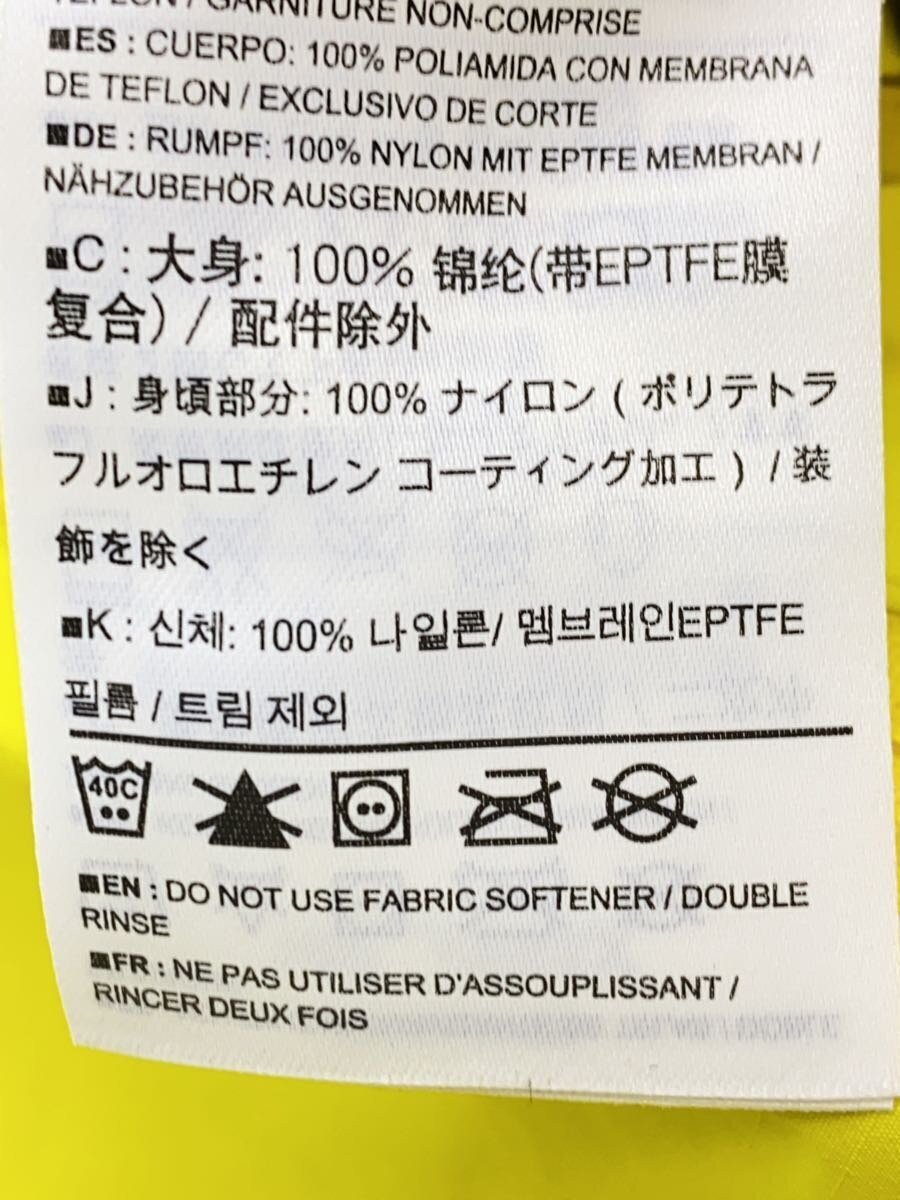 TEFLON / GARNITURE NON-COMPRISE
ES : CUERPO: 100% POLIAMIDA CON MEMBRANA
DE TEFLON / EXCLUSIVO DE CORTE
DE : RUMPF: 100% NYLON MIT EPTFE MEMBRAN /
NÄHZUBEHÖR AUSGENOMMEN
C : 大身: 100% 锦纶(带EPTFE膜
复合) / 配件除外
J : 身頃部分: 100% ナイロン ( ポリテトラ
フルオロエチレン コーティング加工 ) / 装
飾を除く
K : 신체: 100% 나일론/ 멤브레인EPTFE
필름 / 트림 제외
40C
EN : DO NOT USE FABRIC SOFTENER / DOUBLE
RINSE
FR : NE PAS UTILISER D'ASSOUPLISSANT /
RINCER DEUX FOIS